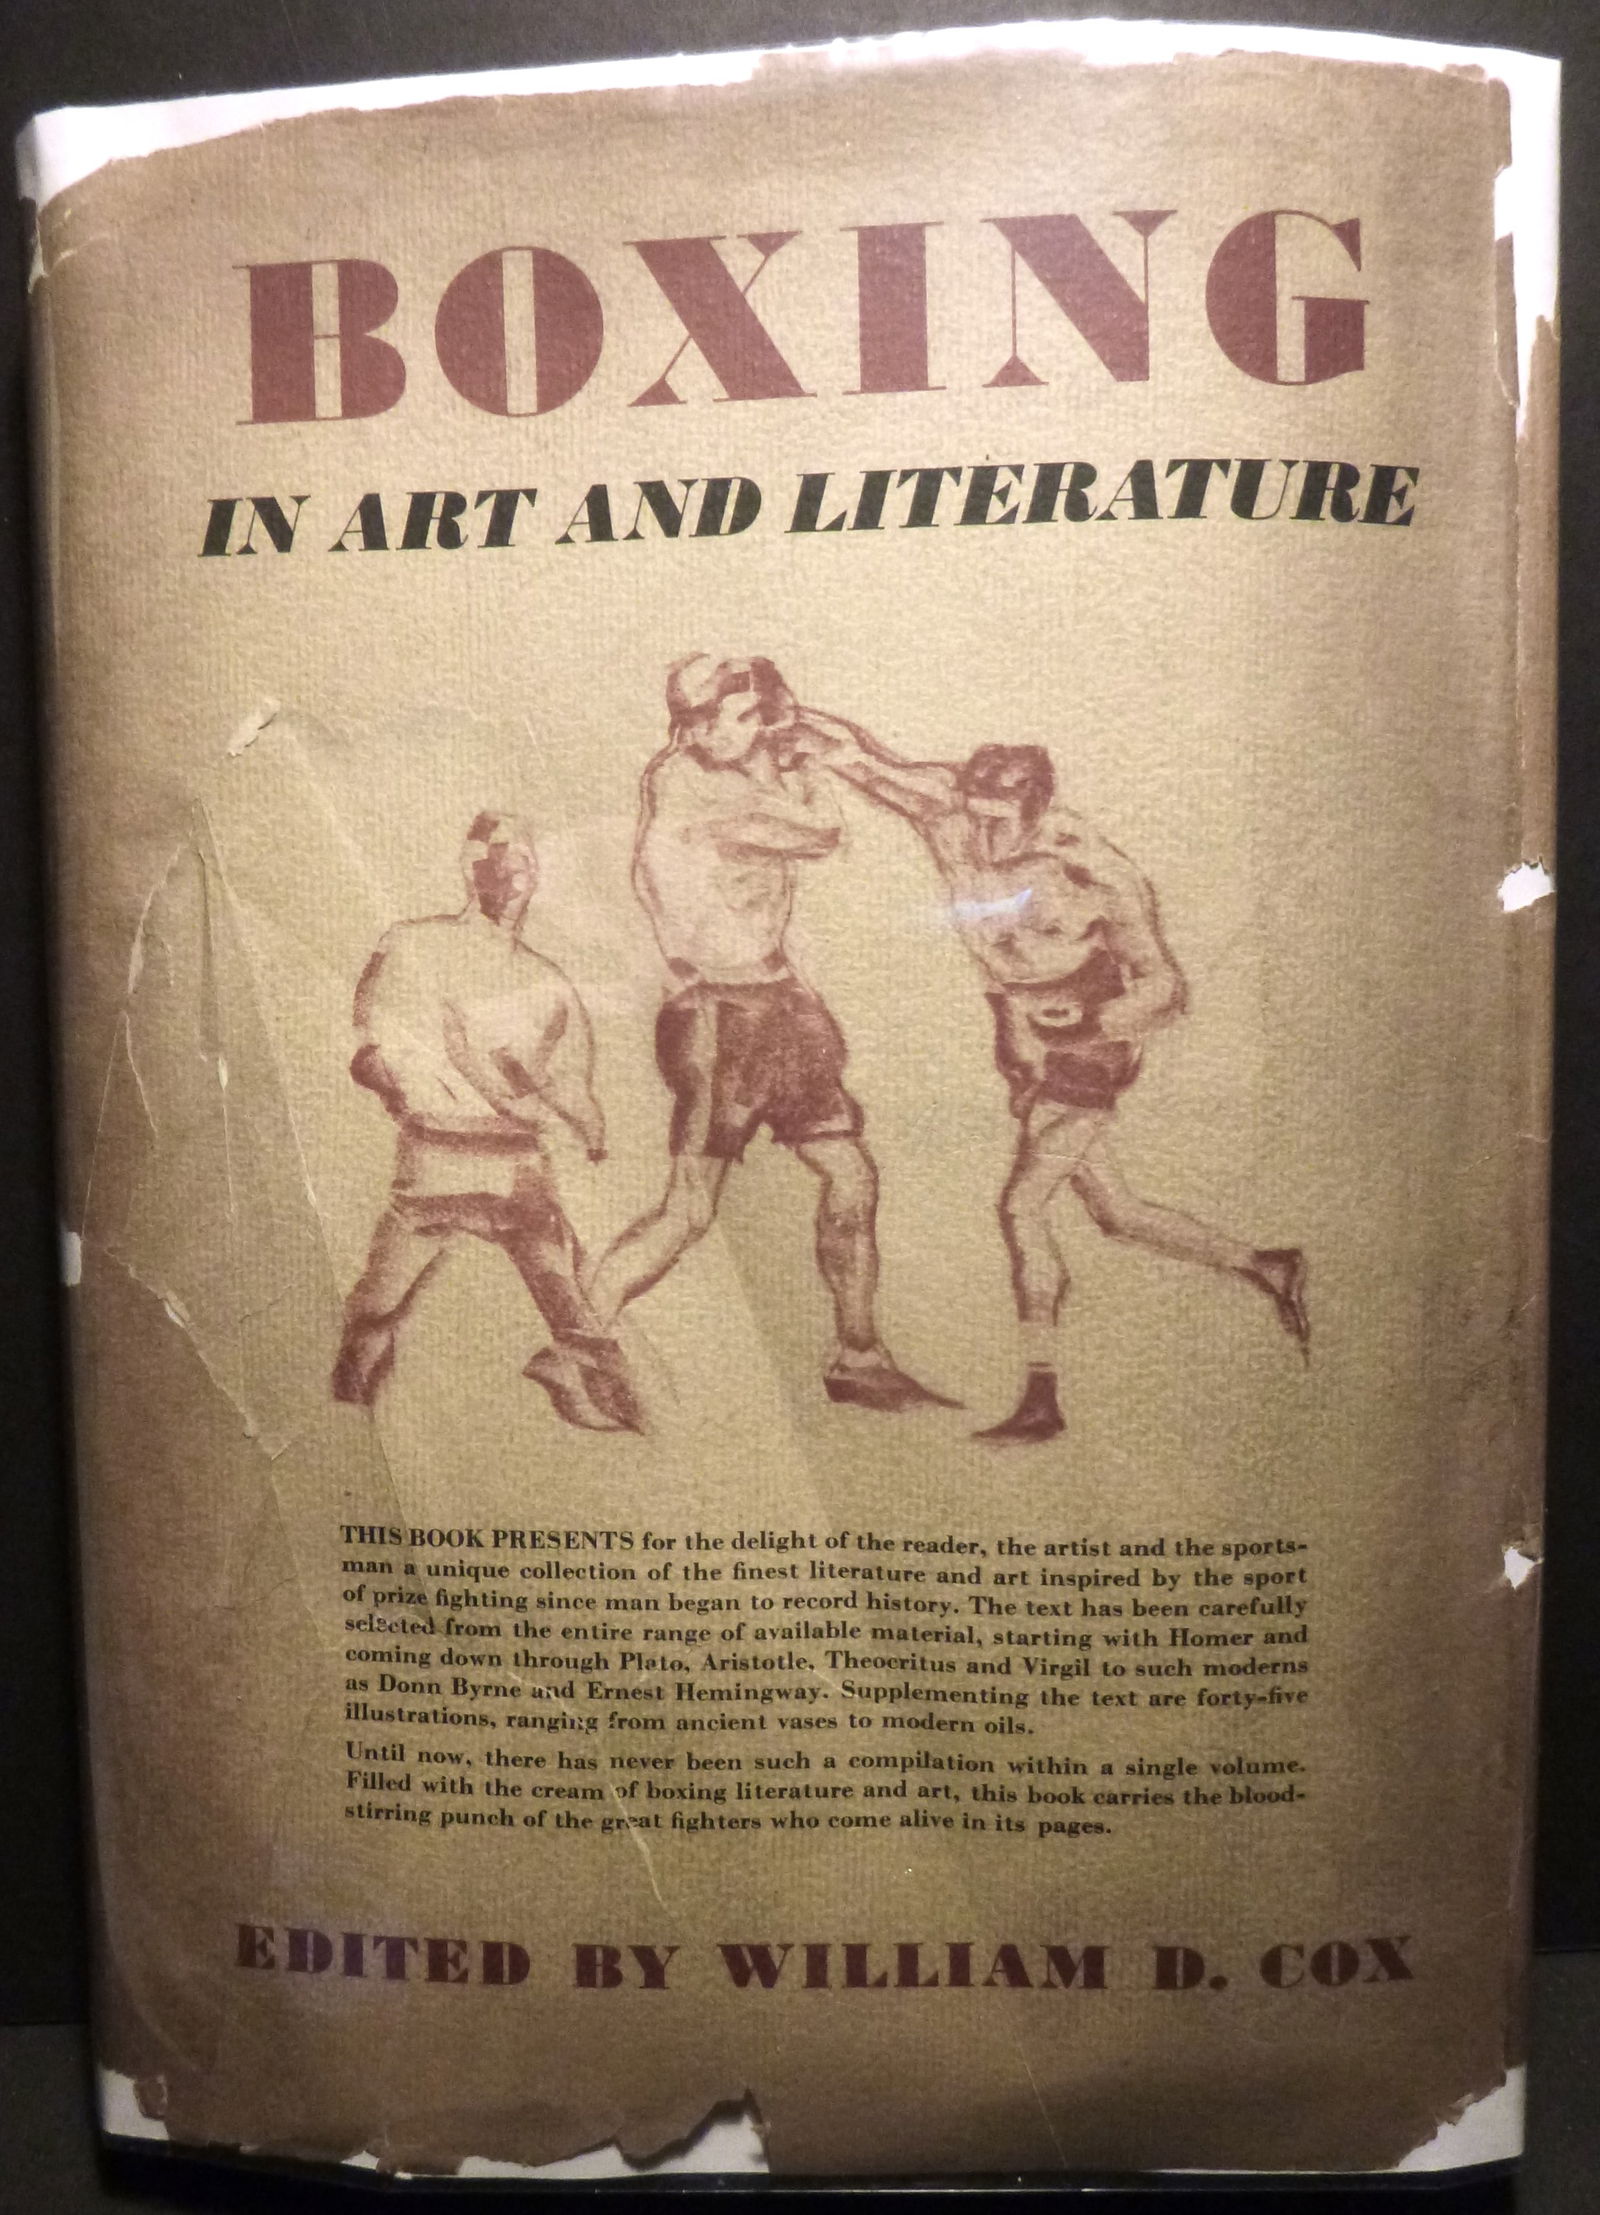 BOXING
IN ART AND LITERATURE
THIS BOOK PRESENTS for the delight of the reader, the artist and the sports-
man a unique collection of the finest literature and art inspired by the sport
of prize fighting since man began to record history. The text has been carefully
selected from the entire range of available material, starting with Homer and
coming down through Plato, Aristotle, Theocritus and Virgil to such moderns
as Donn Byrne and Ernest Hemingway. Supplementing the text are forty-five
illustrations, ranging from ancient vases to modern oils.
Until now, there has never been such a compilation within a single volume.
Filled with the cream of boxing literature and art, this book carries the blood-
stirring punch of the great fighters who come alive in its pages.
EDITED BY WILLIAM D. COX